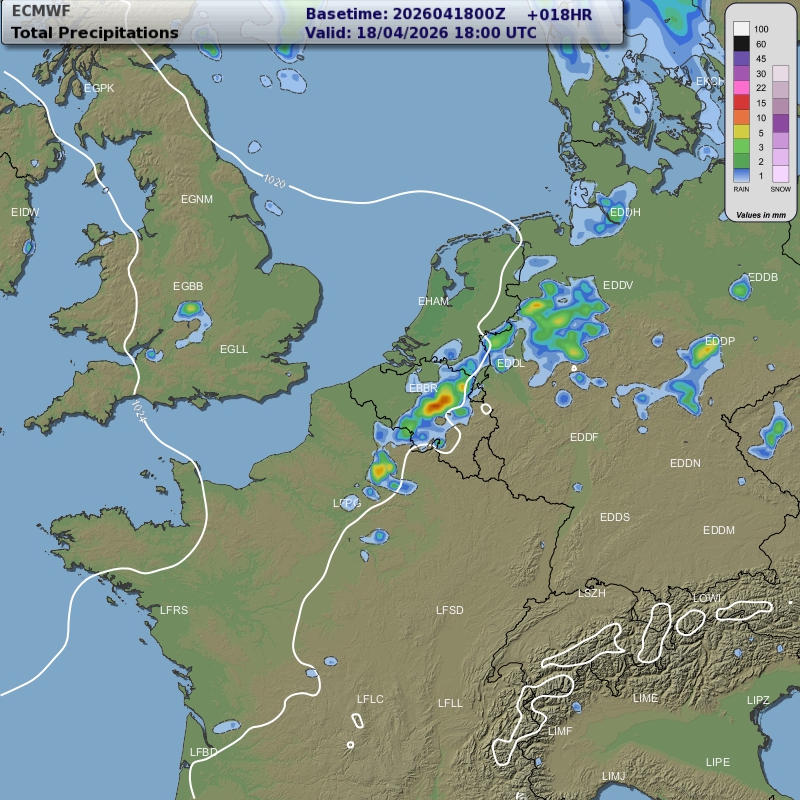 ECMWF
Basetime: 2026041800Z +018HR
Total Precipitations
Valid: 18/04/2026 18:00 UTC
100
60
45
30
22
15
10
5
3
2
1
RAIN SNOW
Values in mm
EGPK
EKCH
EIDW
EGNM
1020
EDDH
EGBB
EHAM
EDDV
EDDB
EGLL
EDDL
EDDP
EBBR
1024
EDDF
EDDN
LFPG
EDDS
EDDM
LFRS
LFSD
LSZH
LOWI
LFLC
LFLL
LIME
LIPZ
LIMF
LFBD
LIPE
LIMJ